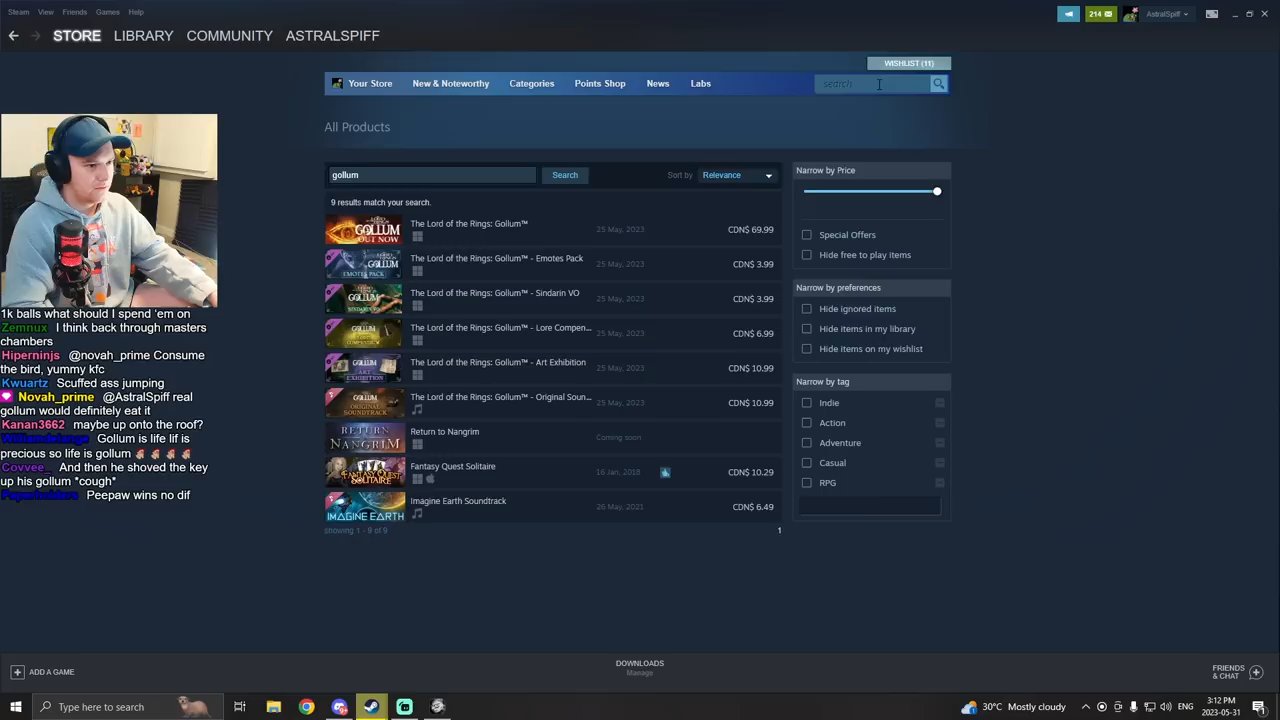 Steam View Friends Games Help
214
AstralSpiff
STORE LIBRARY COMMUNITY ASTRALSPIFF
WISHLIST (11)
Your Store New & Noteworthy Categories Points Shop News Labs
search
All Products
gollum
Search
Sort by Relevance
9 results match your search.
The Lord of the Rings: Gollum™ 25 May, 2023 CDN$ 69.99
The Lord of the Rings: Gollum™ - Emotes Pack 25 May, 2023 CDN$ 3.99
The Lord of the Rings: Gollum™ - Sindarin VO 25 May, 2023 CDN$ 3.99
The Lord of the Rings: Gollum™ - Lore Compen... 25 May, 2023 CDN$ 6.99
The Lord of the Rings: Gollum™ - Art Exhibition 25 May, 2023 CDN$ 10.99
The Lord of the Rings: Gollum™ - Original Soun... 25 May, 2023 CDN$ 10.99
RETURN NANGRIM Return to Nangrim Coming soon
FANTASY QUEST SOLITAIRE Fantasy Quest Solitaire 16 Jan, 2018 CDN$ 10.29
IMAGINE EARTH Imagine Earth Soundtrack 26 May, 2021 CDN$ 6.49
showing 1 - 9 of 9 1
Narrow by Price
Special Offers
Hide free to play items
Narrow by preferences
Hide ignored items
Hide items in my library
Hide items on my wishlist
Narrow by tag
Indie
Action
Adventure
Casual
RPG
1k balls what should I spend 'em on
Zemnux I think back through masters
chambers
Hiperninjs @novah_prime Consume
the bird, yummy kfc
Kwuartz Scuffed ass jumping
Novah_prime @AstralSpiff real
gollum would definitely eat it
Kanan3662 maybe up onto the roof?
Gollum is life lif is
precious so life is gollum
Covvee_ And then he shoved the key
up his gollum *cough*
Peepaw wins no dif
ADD A GAME
DOWNLOADS
Manage
FRIENDS
& CHAT
Type here to search
30°C Mostly cloudy
3:12 PM
2023-05-31